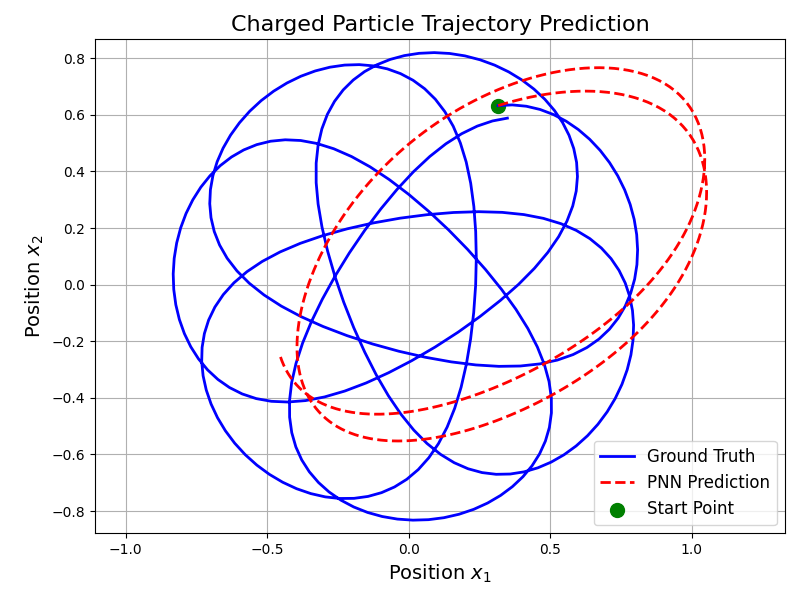 Charged Particle Trajectory Prediction
Position x₂
0.8
0.6
0.4
0.2
0.0
−0.2
−0.4
−0.6
−0.8
Ground Truth
PNN Prediction
Start Point
−1.0
−0.5
0.0
0.5
1.0
Position x₁